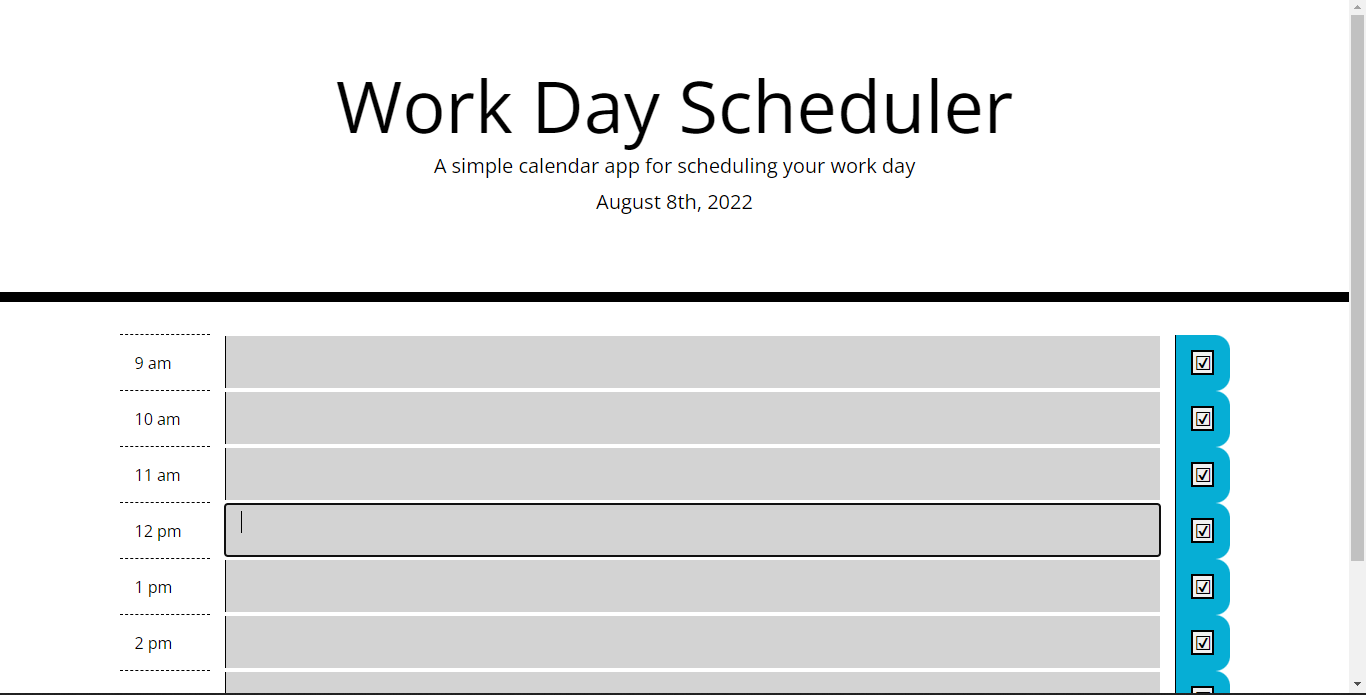 Work Day Scheduler
A simple calendar app for scheduling your work day
August 8th, 2022
9 am
10 am
11 am
12 pm
1 pm
2 pm